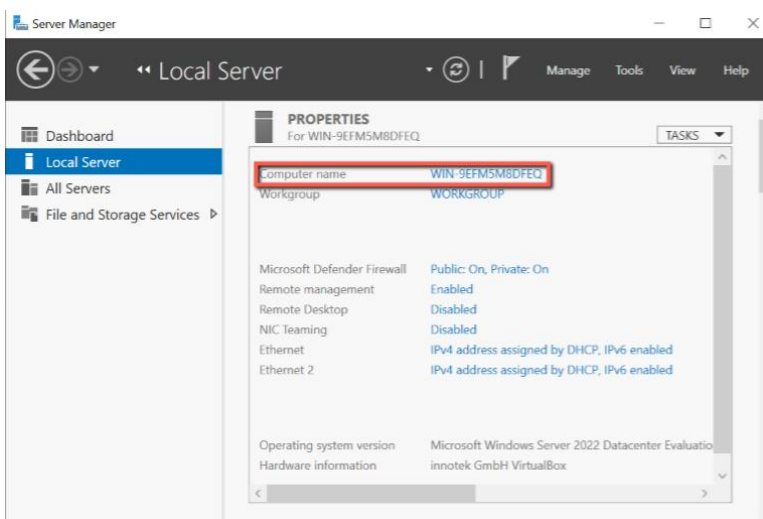 Server Manager
Local Server
Manage Tools View Help
Dashboard
Local Server
All Servers
File and Storage Services
PROPERTIES
For WIN-9EFM5M8DFEQ
TASKS
Computer name WIN-9EFM5M8DFEQ
Workgroup WORKGROUP
Microsoft Defender Firewall Public: On, Private: On
Remote management Enabled
Remote Desktop Disabled
NIC Teaming Disabled
Ethernet IPv4 address assigned by DHCP, IPv6 enabled
Ethernet 2 IPv4 address assigned by DHCP, IPv6 enabled
Operating system version Microsoft Windows Server 2022 Datacenter Evaluatio
Hardware information innotek GmbH VirtualBox